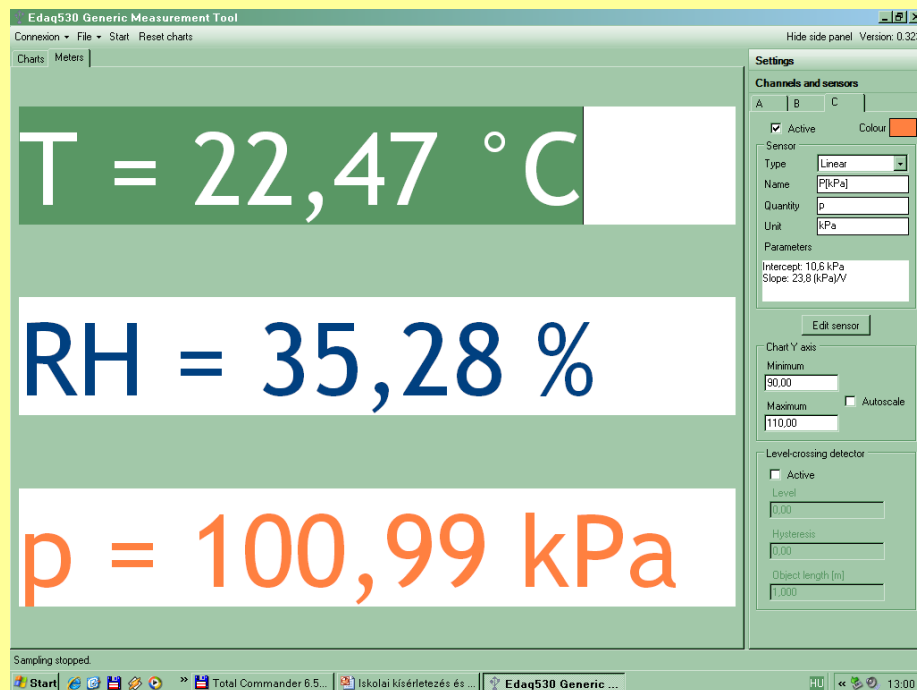 Edaq530 Generic Measurement Tool
Connexion File Start Reset charts Hide side panel Version: 0.323
Charts Meters
T = 22,47 °C
RH = 35,28 %
p = 100,99 kPa
Settings
Channels and sensors
A B C
Active Colour
Sensor
Type Linear
Name P[kPa]
Quantity p
Unit kPa
Parameters
Intercept: 10,6 kPa
Slope: 23,8 (kPa)/V
Edit sensor
Chart Y axis
Minimum
90,00
Autoscale
Maximum
110,00
Level-crossing detector
Active
Level
0,00
Hysteresis
0,00
Object length [m]
1,000
Sampling stopped.
Start » Total Commander 6.5... Iskolai kísérletezés és ... Edaq530 Generic ... HU « 13:00